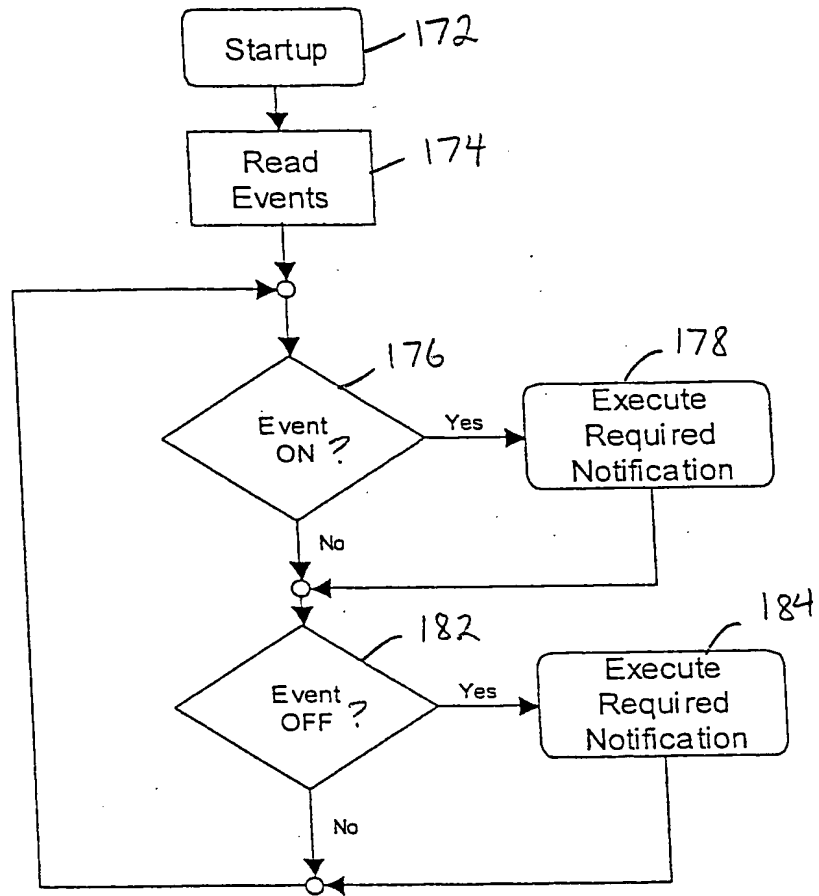 Startup
172
Read
Events
174
176
Event
ON ?
Yes
178
Execute
Required
Notification
No
182
Event
OFF ?
Yes
184
Execute
Required
Notification
No